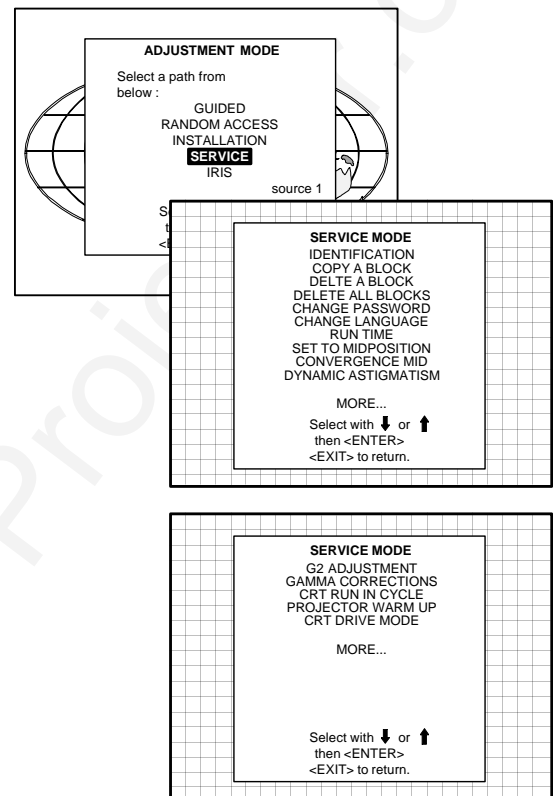 ADJUSTMENT MODE
Select a path from
below :
GUIDED
RANDOM ACCESS
INSTALLATION
SERVICE
IRIS
source 1
SERVICE MODE
IDENTIFICATION
COPY A BLOCK
DELTE A BLOCK
DELETE ALL BLOCKS
CHANGE PASSWORD
CHANGE LANGUAGE
RUN TIME
SET TO MIDPOSITION
CONVERGENCE MID
DYNAMIC ASTIGMATISM
MORE...
Select with ⬇ or ⬆
then <ENTER>
<EXIT> to return.
SERVICE MODE
G2 ADJUSTMENT
GAMMA CORRECTIONS
CRT RUN IN CYCLE
PROJECTOR WARM UP
CRT DRIVE MODE
MORE...
Select with ⬇ or ⬆
then <ENTER>
<EXIT> to return.